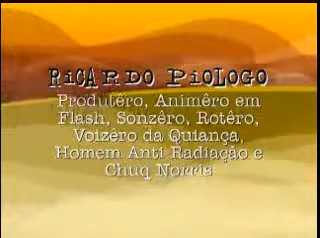 RiCARDO PiOLOGO
Produtêro, Animêro em
Flash, Sonzêro, Rotêro,
Voizêro da Quiança,
Homem Anti Radiação e
Chuq Norris